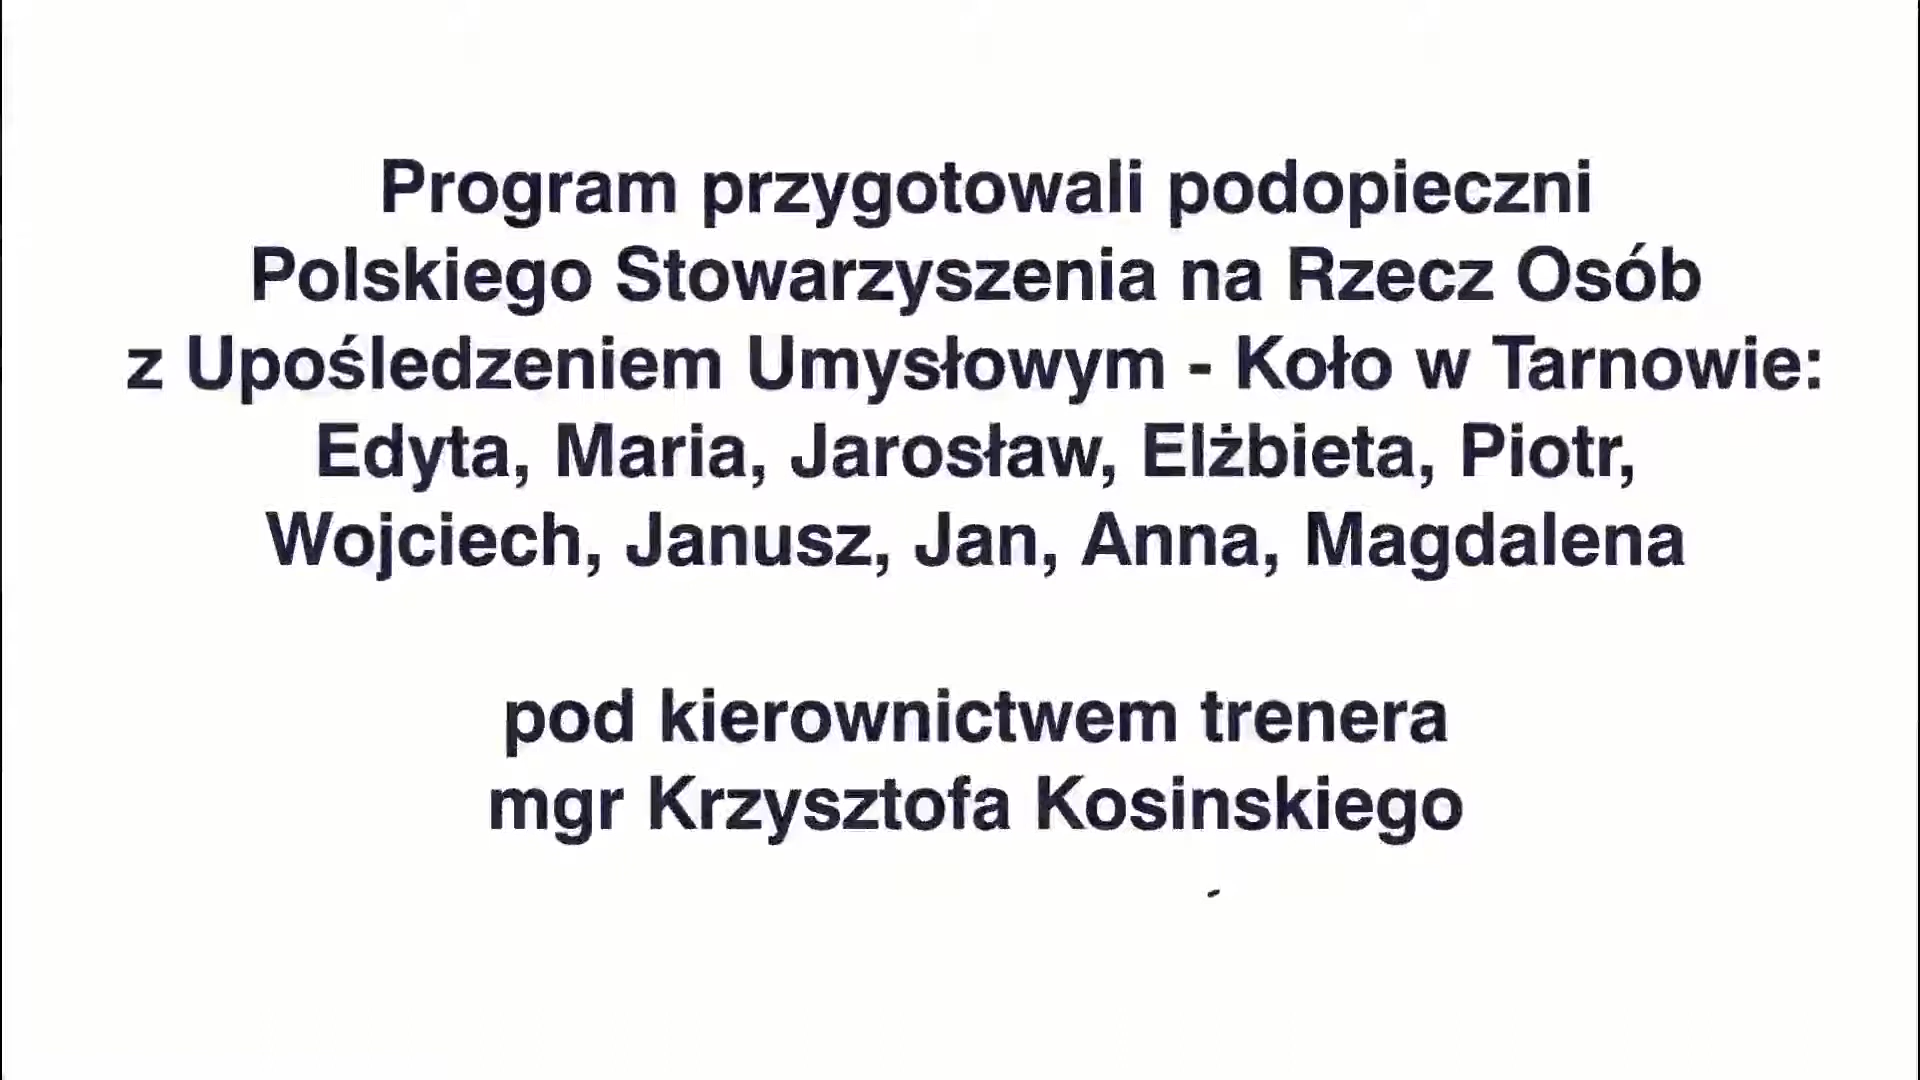 Program przygotowali podopieczni
Polskiego Stowarzyszenia na Rzecz Osób
z Upośledzeniem Umysłowym - Koło w Tarnowie:
Edyta, Maria, Jarosław, Elżbieta, Piotr,
Wojciech, Janusz, Jan, Anna, Magdalena
pod kierownictwem trenera
mgr Krzysztofa Kosinskiego